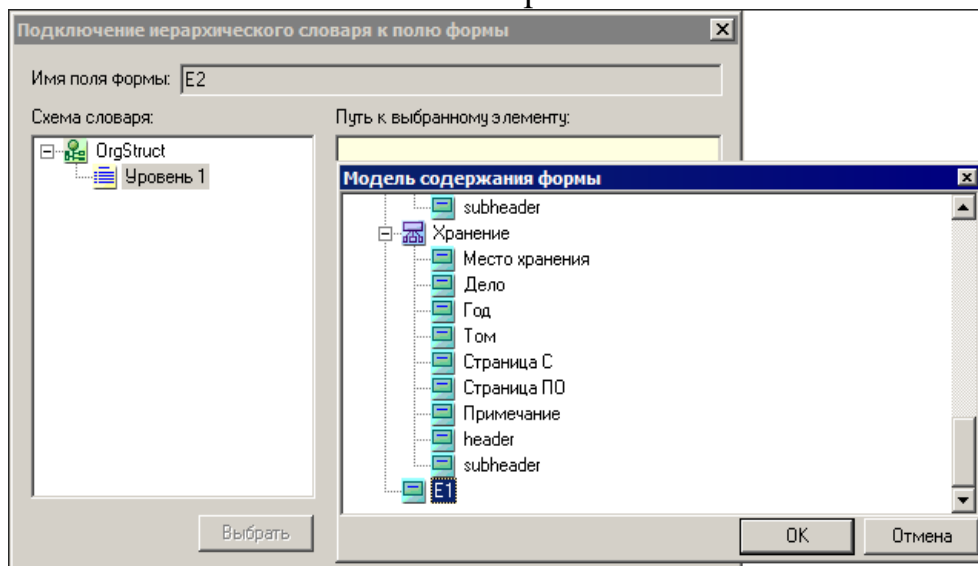 Подключение иерархического словаря к полю формы
Имя поля формы: E2
Схема словаря:
Путь к выбранному элементу:
OrgStruct
Уровень 1
Модель содержания формы
subheader
Хранение
Место хранения
Дело
Год
Том
Страница С
Страница ПО
Примечание
header
subheader
E1
Выбрать
OK
Отмена